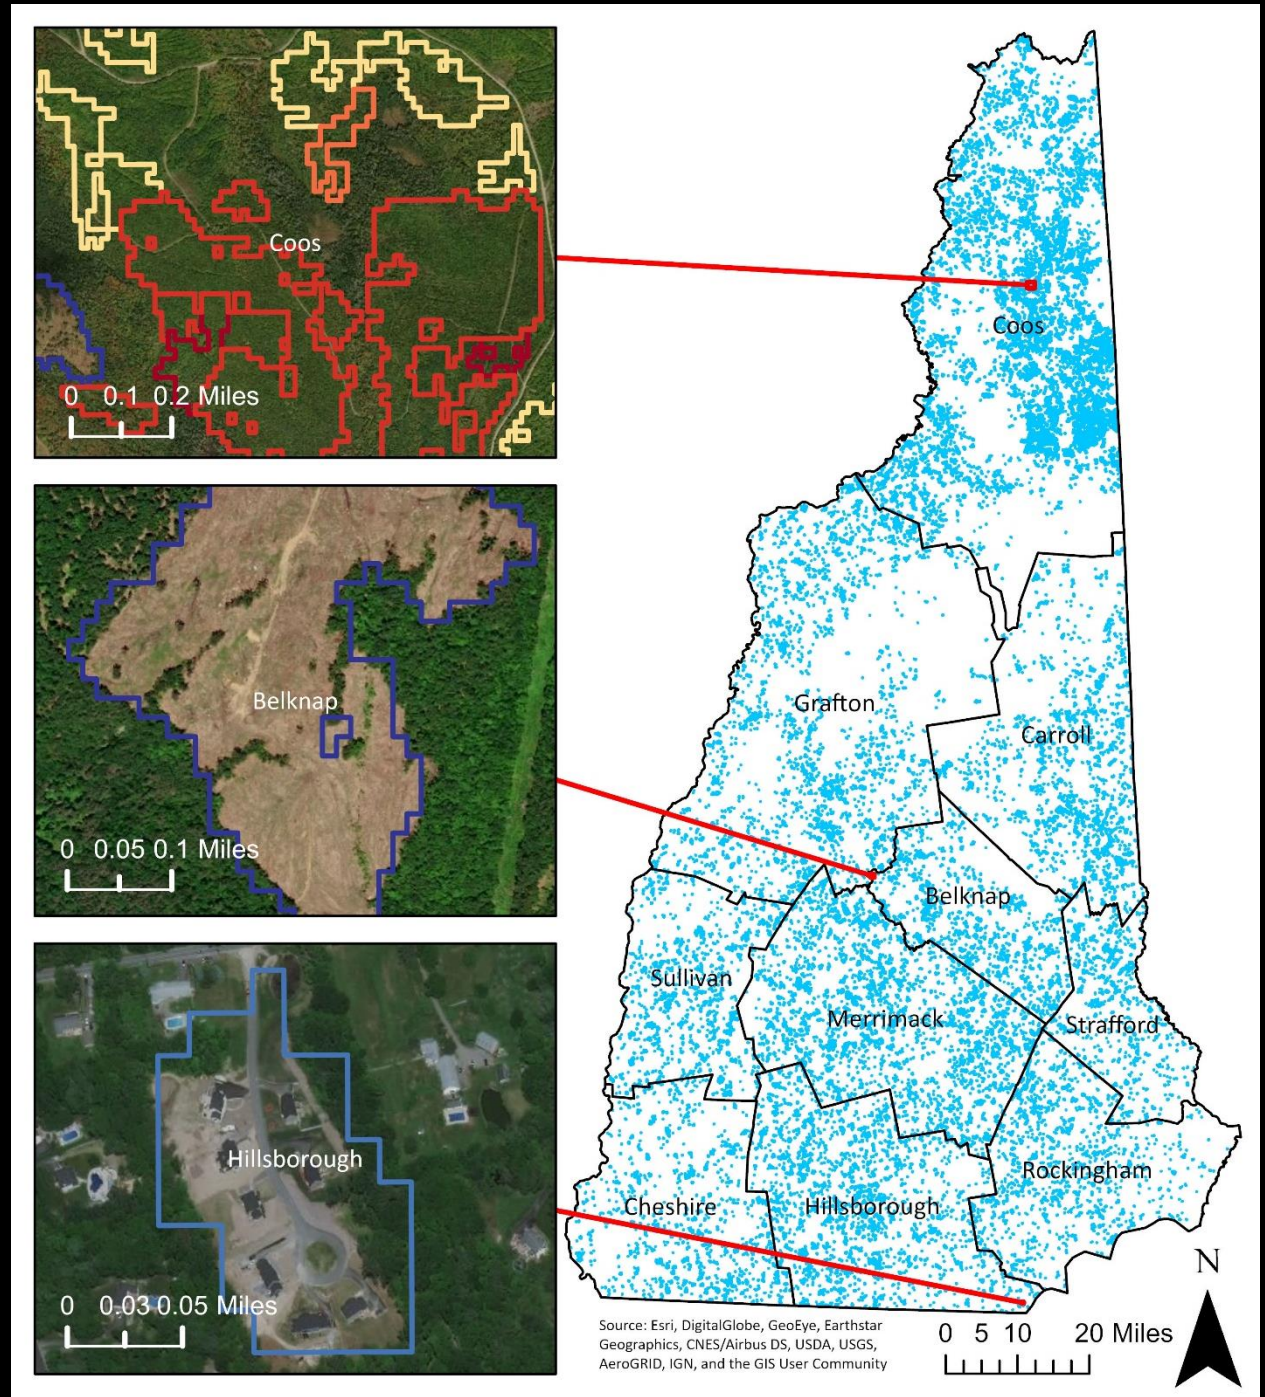 Coos
0 0.1 0.2 Miles
Belknap
0 0.05 0.1 Miles
Hillsborough
0 0.03 0.05 Miles
Coos
Grafton
Carroll
Belknap
Sullivan
Merrimack
Strafford
Rockingham
Cheshire
Hillsborough
N
Source: Esri, DigitalGlobe, GeoEye, Earthstar
Geographics, CNES/Airbus DS, USDA, USGS,
AeroGRID, IGN, and the GIS User Community
0 5 10 20 Miles